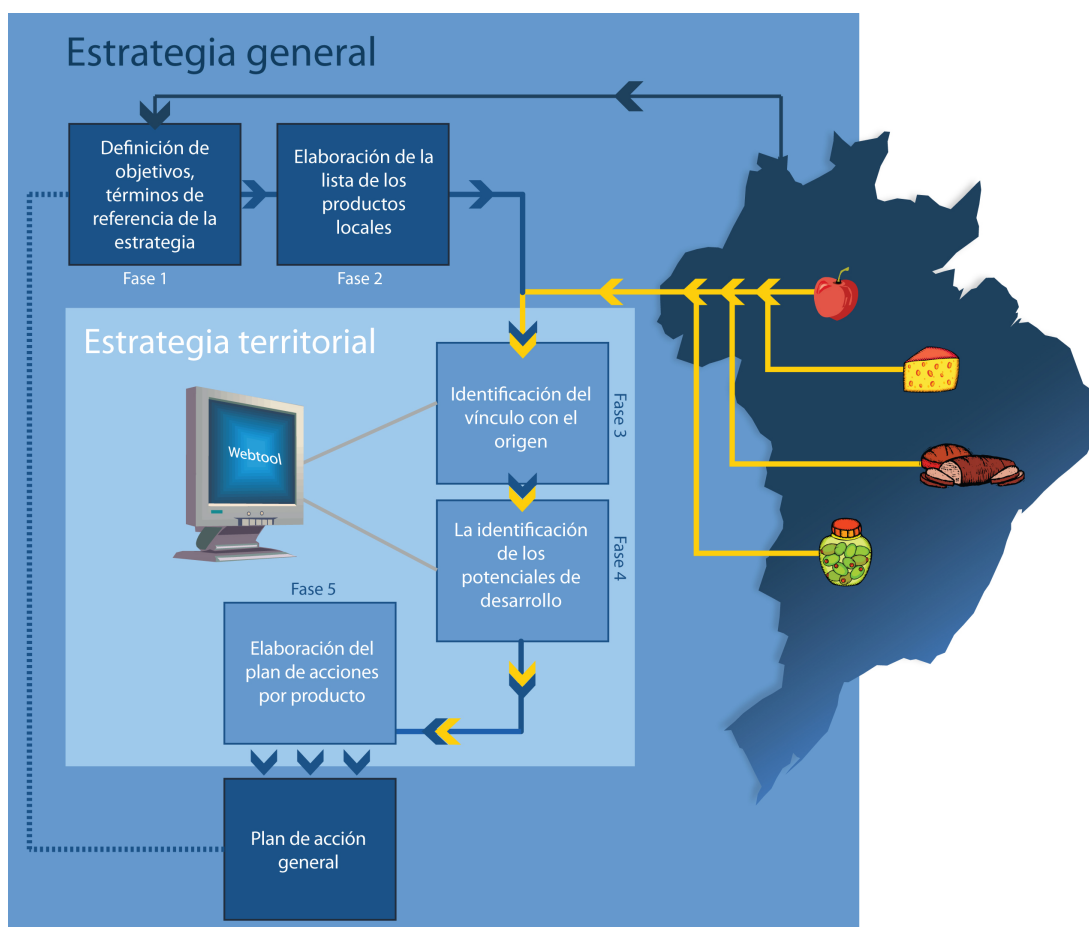 Estrategia general
Definición de
objetivos,
términos de
referencia de la
estrategia
Fase 1
Elaboración de la
lista de los
productos
locales
Fase 2
Estrategia territorial
Webtool
Identificación del
vínculo con el
origen
Fase 3
La identificación
de los
potenciales de
desarrollo
Fase 4
Fase 5
Elaboración del
plan de acciones
por producto
Plan de acción
general